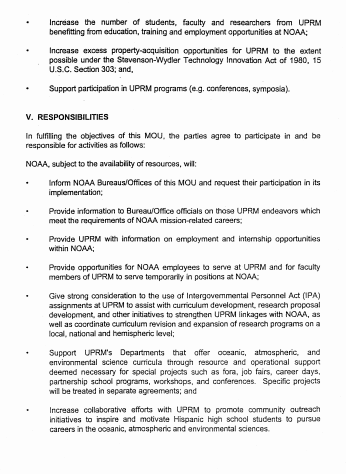 • Increase the number of students, faculty and researchers from UPRM
benefitting from education, training and employment opportunities at NOAA;
• Increase excess property-acquisition opportunities for UPRM to the extent
possible under the Stevenson-Wydler Technology Innovation Act of 1980, 15
U.S.C. Section 303; and,
• Support participation in UPRM programs (e.g. conferences, symposia).
V. RESPONSIBILITIES
In fulfilling the objectives of this MOU, the parties agree to participate in and be
responsible for activities as follows:
NOAA, subject to the availability of resources, will:
• Inform NOAA Bureaus/Offices of this MOU and request their participation in its
implementation;
• Provide information to Bureau/Office officials on those UPRM endeavors which
meet the requirements of NOAA mission-related careers;
• Provide UPRM with information on employment and internship opportunities
within NOAA;
• Provide opportunities for NOAA employees to serve at UPRM and for faculty
members of UPRM to serve temporarily in positions at NOAA;
• Give strong consideration to the use of Intergovernmental Personnel Act (IPA)
assignments at UPRM to assist with curriculum development, research proposal
development, and other initiatives to strengthen UPRM linkages with NOAA, as
well as coordinate curriculum revision and expansion of research programs on a
local, national and hemispheric level;
• Support UPRM's Departments that offer oceanic, atmospheric, and
environmental science curricula through resource and operational support
deemed necessary for special projects such as fora, job fairs, career days,
partnership school programs, workshops, and conferences. Specific projects
will be treated in separate agreements; and
• Increase collaborative efforts with UPRM to promote community outreach
initiatives to inspire and motivate Hispanic high school students to pursue
careers in the oceanic, atmospheric and environmental sciences.